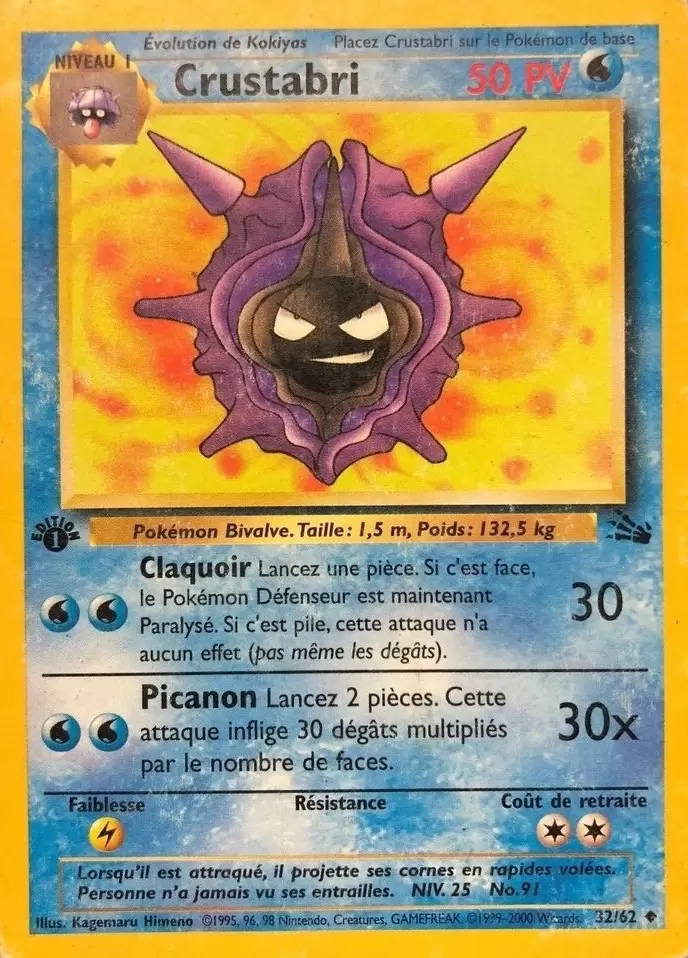 Évolution de Kokiyas Placez Crustabri sur le Pokémon de base
NIVEAU 1
Crustabri 50 PV
EDITION
1
Pokémon Bivalve. Taille: 1,5 m, Poids: 132,5 kg
Claquoir Lancez une pièce. Si c'est face,
le Pokémon Défenseur est maintenant
Paralysé. Si c'est pile, cette attaque n'a
aucun effet (pas même les dégâts).
30
Picanon Lancez 2 pièces. Cette
attaque inflige 30 dégâts multipliés
par le nombre de faces.
30x
Faiblesse Résistance Coût de retraite
Lorsqu'il est attaqué, il projette ses cornes en rapides volées.
Personne n'a jamais vu ses entrailles. NIV. 25 No.91
Illus. Kagemaru Himeno ©1995, 96, 98 Nintendo, Creatures, GAMEFREAK. ©1999-2000 Wizards. 32/62